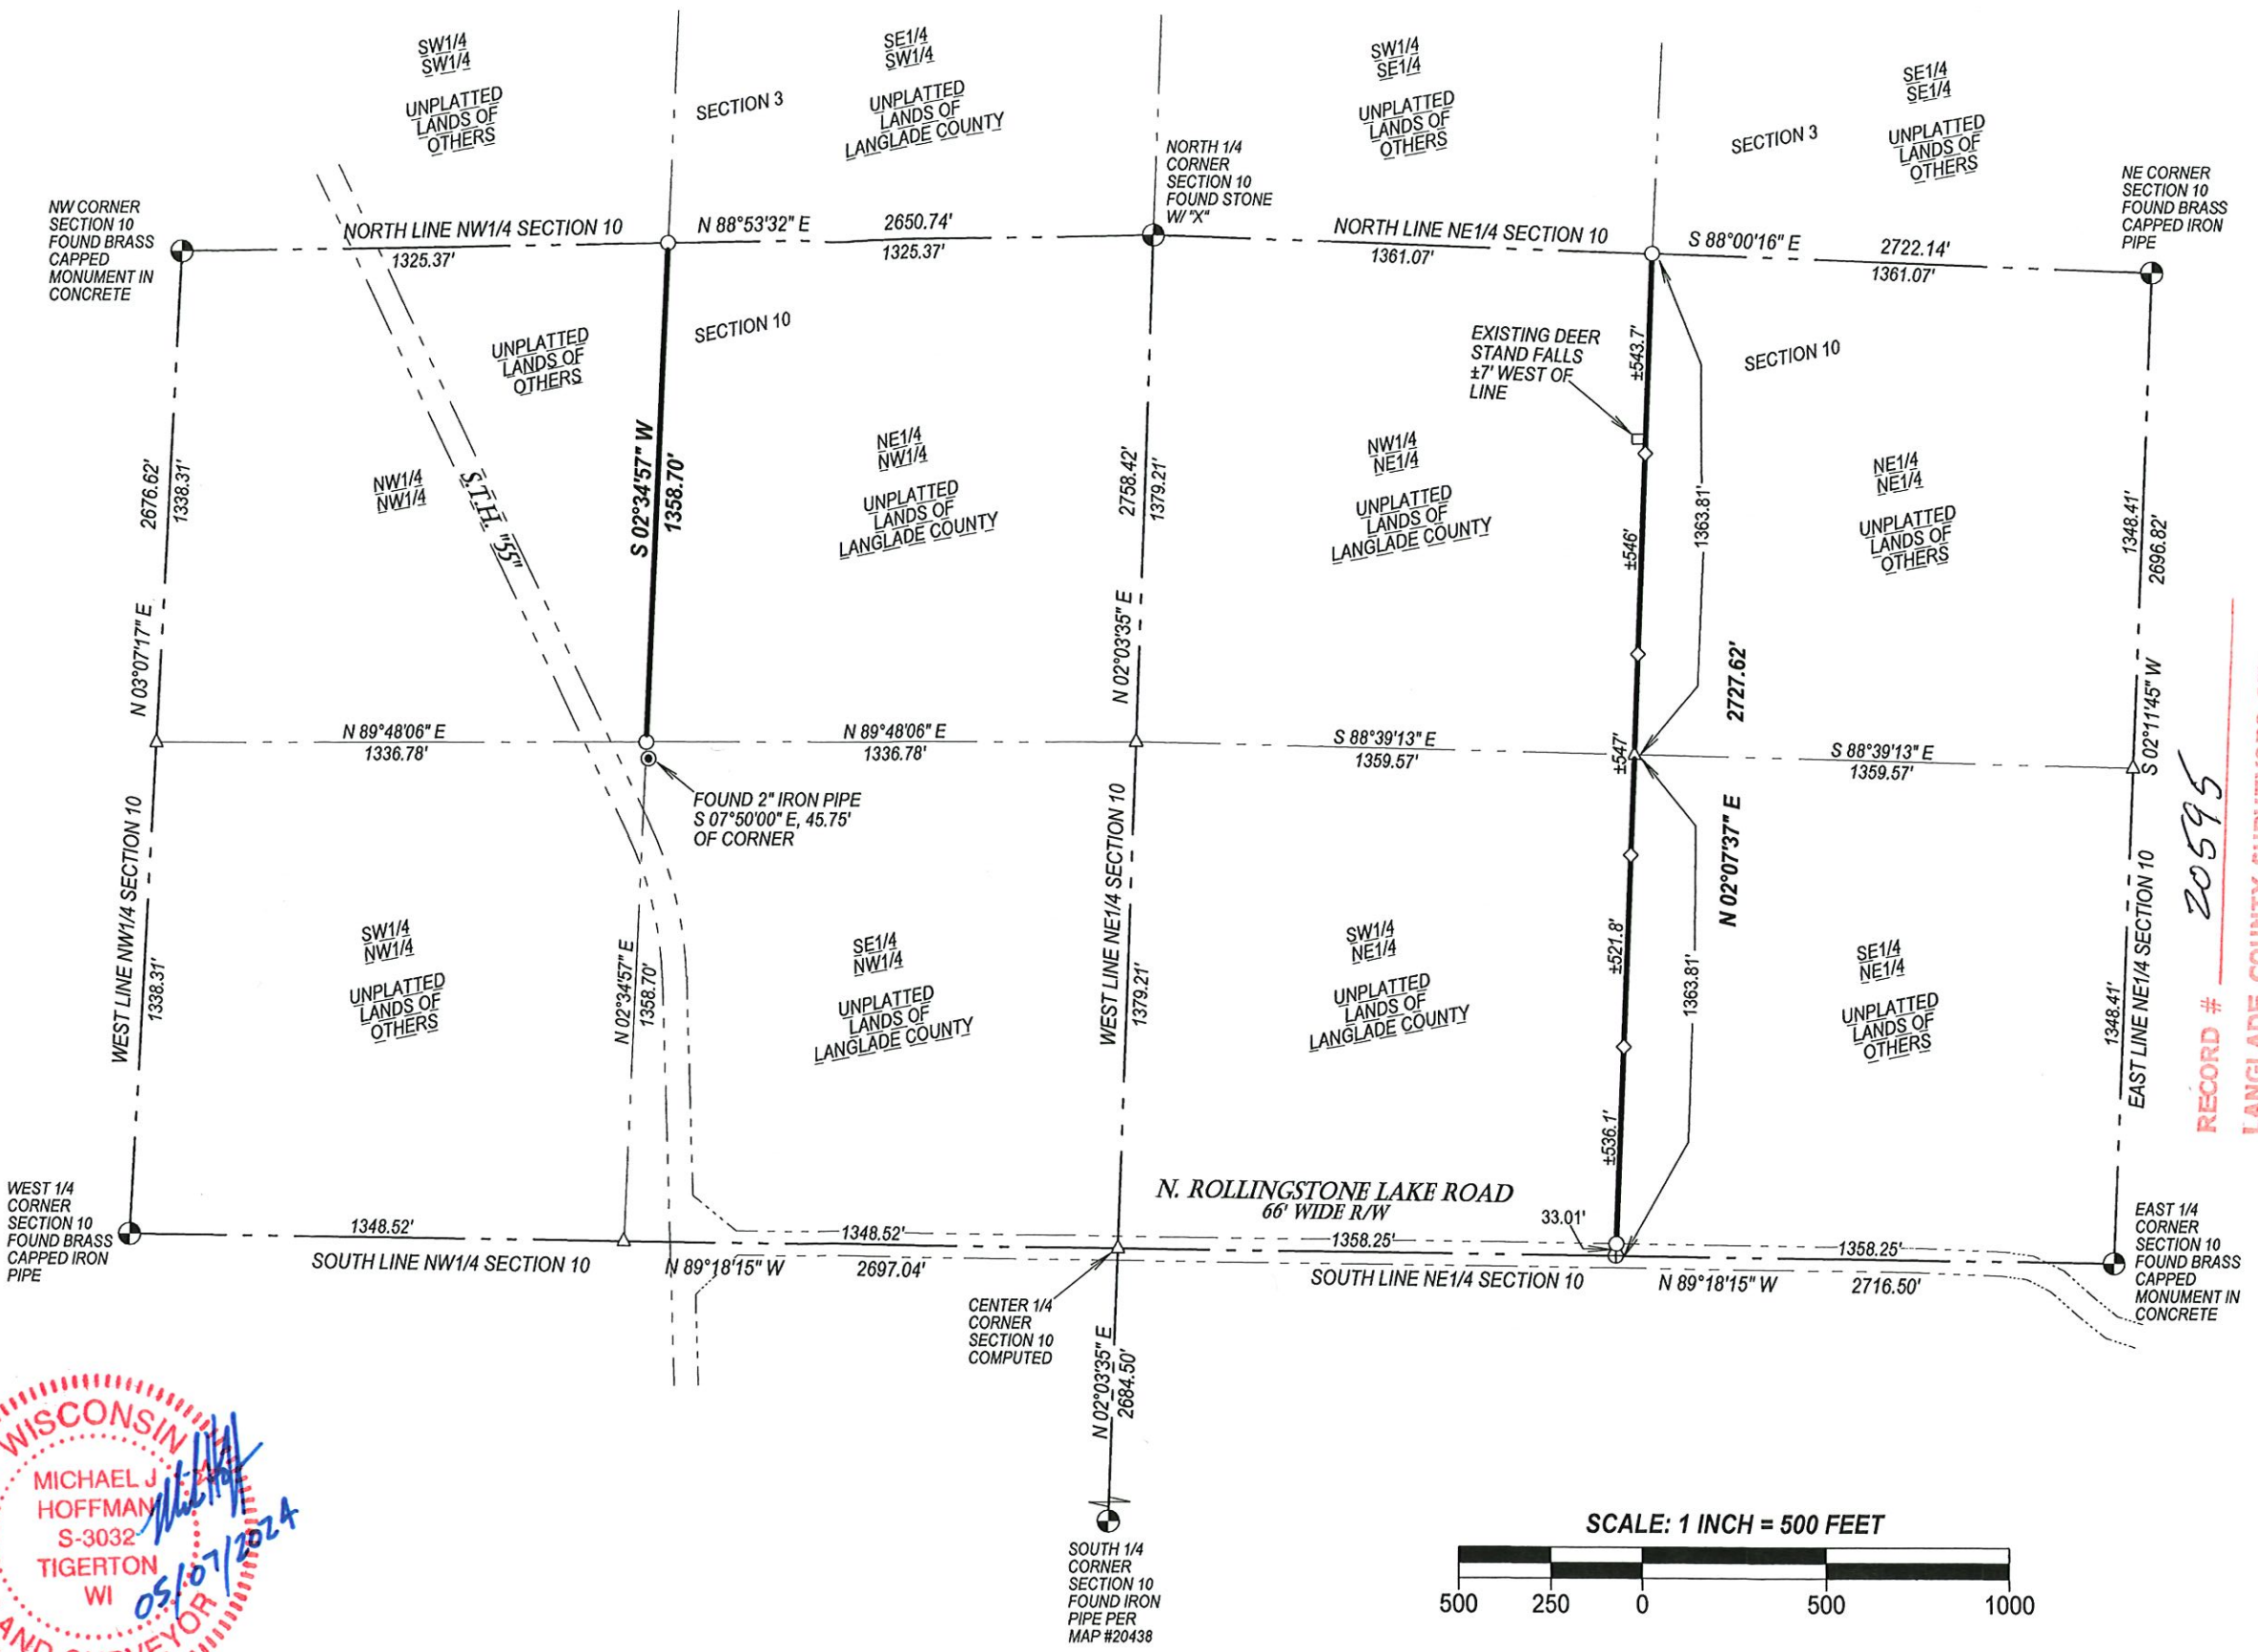 SW1/4
SW1/4
UNPLATTED
LANDS OF
OTHERS
SECTION 3
SE1/4
SW1/4
UNPLATTED
LANDS OF
LANGLADE COUNTY
SW1/4
SE1/4
UNPLATTED
LANDS OF
OTHERS
SECTION 3
SE1/4
SE1/4
UNPLATTED
LANDS OF
OTHERS
NW CORNER
SECTION 10
FOUND BRASS
CAPPED
MONUMENT IN
CONCRETE
NORTH LINE NW1/4 SECTION 10
N 88°53'32" E
2650.74'
1325.37'
1325.37'
NORTH 1/4
CORNER
SECTION 10
FOUND STONE
W/ "X"
NORTH LINE NE1/4 SECTION 10
S 88°00'16" E
2722.14'
1361.07'
1361.07'
NE CORNER
SECTION 10
FOUND BRASS
CAPPED IRON
PIPE
UNPLATTED
LANDS OF
OTHERS
SECTION 10
EXISTING DEER
STAND FALLS
±7' WEST OF
LINE
±543.7'
SECTION 10
2676.62'
1338.31'
NW1/4
NW1/4
S.T.H. "55"
S 02°34'57" W
1358.70'
NE1/4
NW1/4
UNPLATTED
LANDS OF
LANGLADE COUNTY
2758.42'
1379.21'
NW1/4
NE1/4
UNPLATTED
LANDS OF
LANGLADE COUNTY
±546'
1363.81'
NE1/4
NE1/4
UNPLATTED
LANDS OF
OTHERS
1348.41'
2696.82'
N 03°07'17" E
N 02°03'35" E
2727.62'
S 02°11'45" W
N 89°48'06" E
1336.78'
N 89°48'06" E
1336.78'
S 88°39'13" E
1359.57'
±547'
S 88°39'13" E
1359.57'
FOUND 2" IRON PIPE
S 07°50'00" E, 45.75'
OF CORNER
WEST LINE NW1/4 SECTION 10
1338.31'
SW1/4
NW1/4
UNPLATTED
LANDS OF
OTHERS
N 02°34'57" E
1358.70'
SE1/4
NW1/4
UNPLATTED
LANDS OF
LANGLADE COUNTY
WEST LINE NE1/4 SECTION 10
1379.21'
SW1/4
NE1/4
UNPLATTED
LANDS OF
LANGLADE COUNTY
±521.8'
1363.81'
N 02°07'37" E
SE1/4
NE1/4
UNPLATTED
LANDS OF
OTHERS
1348.41'
EAST LINE NE1/4 SECTION 10
RECORD # 20595
LANGLADE COUNTY
±536.1'
WEST 1/4
CORNER
SECTION 10
FOUND BRASS
CAPPED IRON
PIPE
1348.52'
SOUTH LINE NW1/4 SECTION 10
1348.52'
N 89°18'15" W
2697.04'
N. ROLLINGSTONE LAKE ROAD
66' WIDE R/W
33.01'
1358.25'
SOUTH LINE NE1/4 SECTION 10
1358.25'
N 89°18'15" W
2716.50'
EAST 1/4
CORNER
SECTION 10
FOUND BRASS
CAPPED
MONUMENT IN
CONCRETE
CENTER 1/4
CORNER
SECTION 10
COMPUTED
N 02°03'35" E
2684.50'
SOUTH 1/4
CORNER
SECTION 10
FOUND IRON
PIPE PER
MAP #20438
WISCONSIN
MICHAEL J
HOFFMAN
S-3032
TIGERTON
WI
05/07/2024
SCALE: 1 INCH = 500 FEET
500 250 0 500 1000